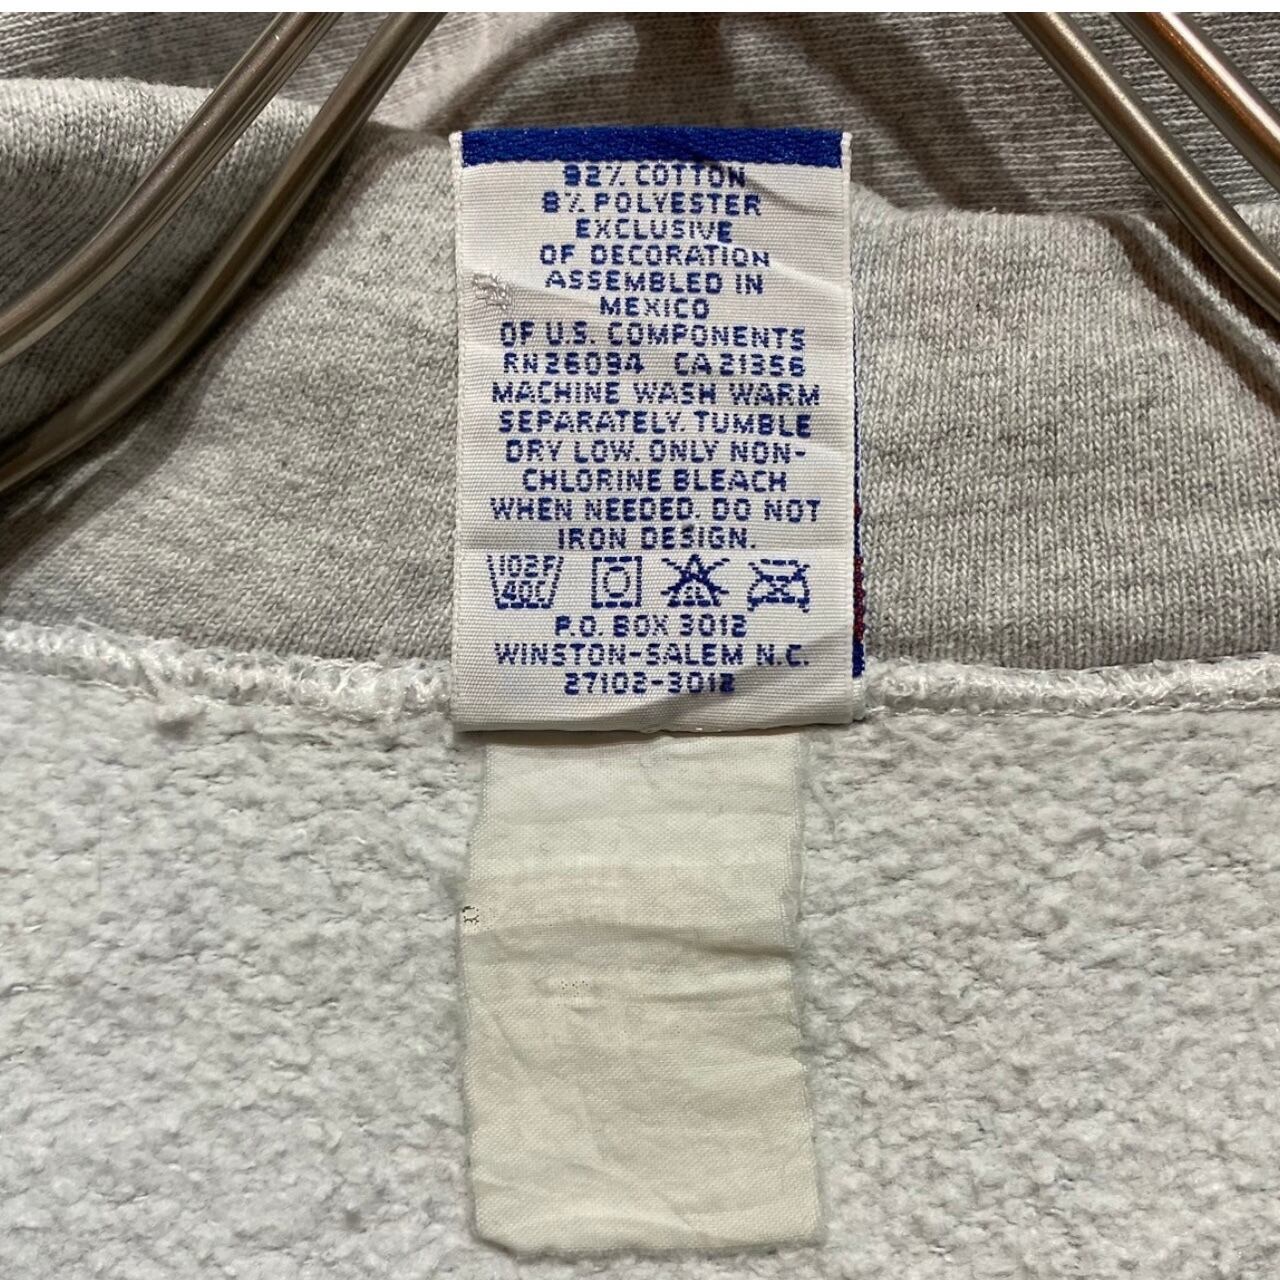 92% COTTON
8% POLYESTER
EXCLUSIVE
OF DECORATION
ASSEMBLED IN
MEXICO
OF U.S. COMPONENTS
RN26094 CA21356
MACHINE WASH WARM
SEPARATELY. TUMBLE
DRY LOW. ONLY NON-
CHLORINE BLEACH
WHEN NEEDED. DO NOT
IRON DESIGN.
102F
40C
CL
P.O. BOX 3012
WINSTON-SALEM N.C.
27102-3012